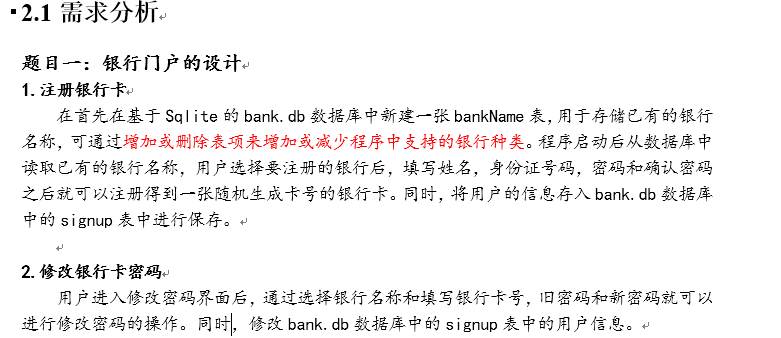 2.1 需求分析
题目一：银行门户的设计
1.注册银行卡
在首先在基于 Sqlite 的 bank.db 数据库中新建一张 bankName 表，用于存储已有的银行
名称，可通过增加或删除表项来增加或减少程序中支持的银行种类。程序启动后从数据库中
读取已有的银行名称，用户选择要注册的银行后，填写姓名，身份证号码，密码和确认密码
之后就可以注册得到一张随机生成卡号的银行卡。同时，将用户的信息存入 bank.db 数据库
中的 signup 表中进行保存。
2.修改银行卡密码
用户进入修改密码界面后，通过选择银行名称和填写银行卡号，旧密码和新密码就可以
进行修改密码的操作。同时，修改 bank.db 数据库中的 signup 表中的用户信息。